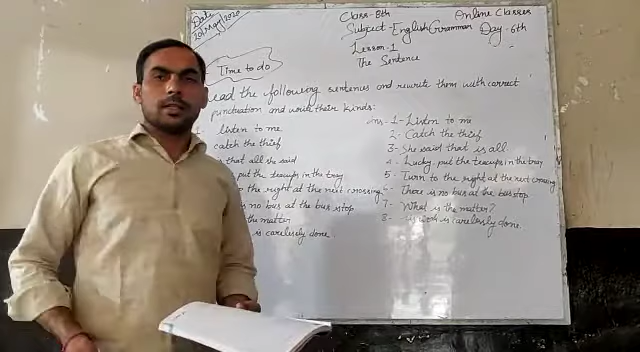 Date
20/May/2020
Class-8th
Online Classes
Subject-English Grammar
Day-6th
Lesson-1
The Sentence
Time to do
ead the following sentences and rewrite them with correct
punctuation and write their kinds:
1. listen to me
catch the thief
is that all she said
put the teacups in the tray
to the right at the next crossing
is no bus at the bus stop
the matter
is carelessly done
ans-1-Listen to me
2-Catch the thief
3-She said that is all.
4-Lucky, put the teacups in the tray
5-Turn to the right at the next crossing
6-There is no bus at the bus stop
7-What is the matter?
8-work is carelessly done.